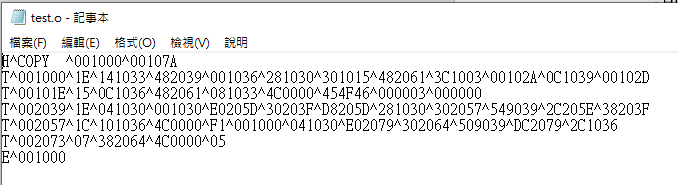 test.o - 記事本
檔案(F) 編輯(E) 格式(O) 檢視(V) 說明
H^COPY  ^001000^00107A
T^001000^1E^141033^482039^001036^281030^301015^482061^3C1003^00102A^0C1039^00102D
T^00101E^15^0C1036^482061^081033^4C0000^454F46^000003^000000
T^002039^1E^041030^001030^E0205D^30203F^D8205D^281030^302057^549039^2C205E^38203F
T^002057^1C^101036^4C0000^F1^001000^041030^E02079^302064^509039^DC2079^2C1036
T^002073^07^382064^4C0000^05
E^001000